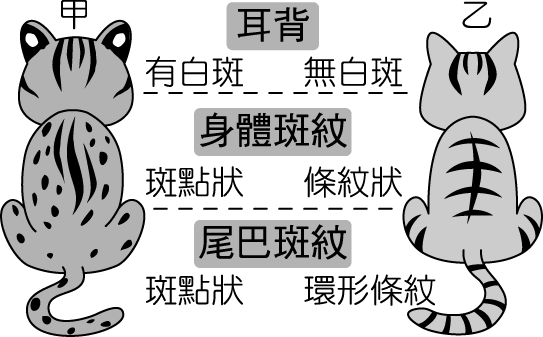 甲 乙
耳背
有白斑 無白斑
身體斑紋
斑點狀 條紋狀
尾巴斑紋
斑點狀 環形條紋